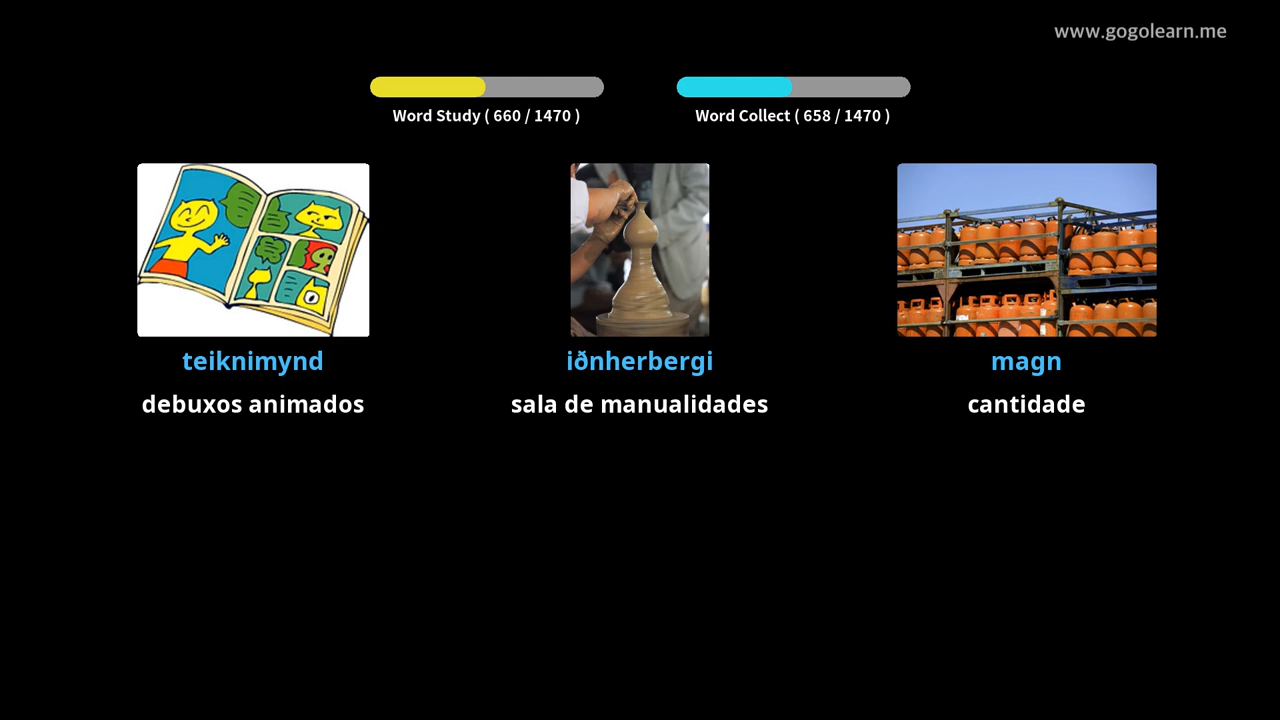 www.gogolearn.me
Word Study ( 660 / 1470 )
Word Collect ( 658 / 1470 )
teiknimynd
iðnherbergi
magn
debuxos animados
sala de manualidades
cantidade